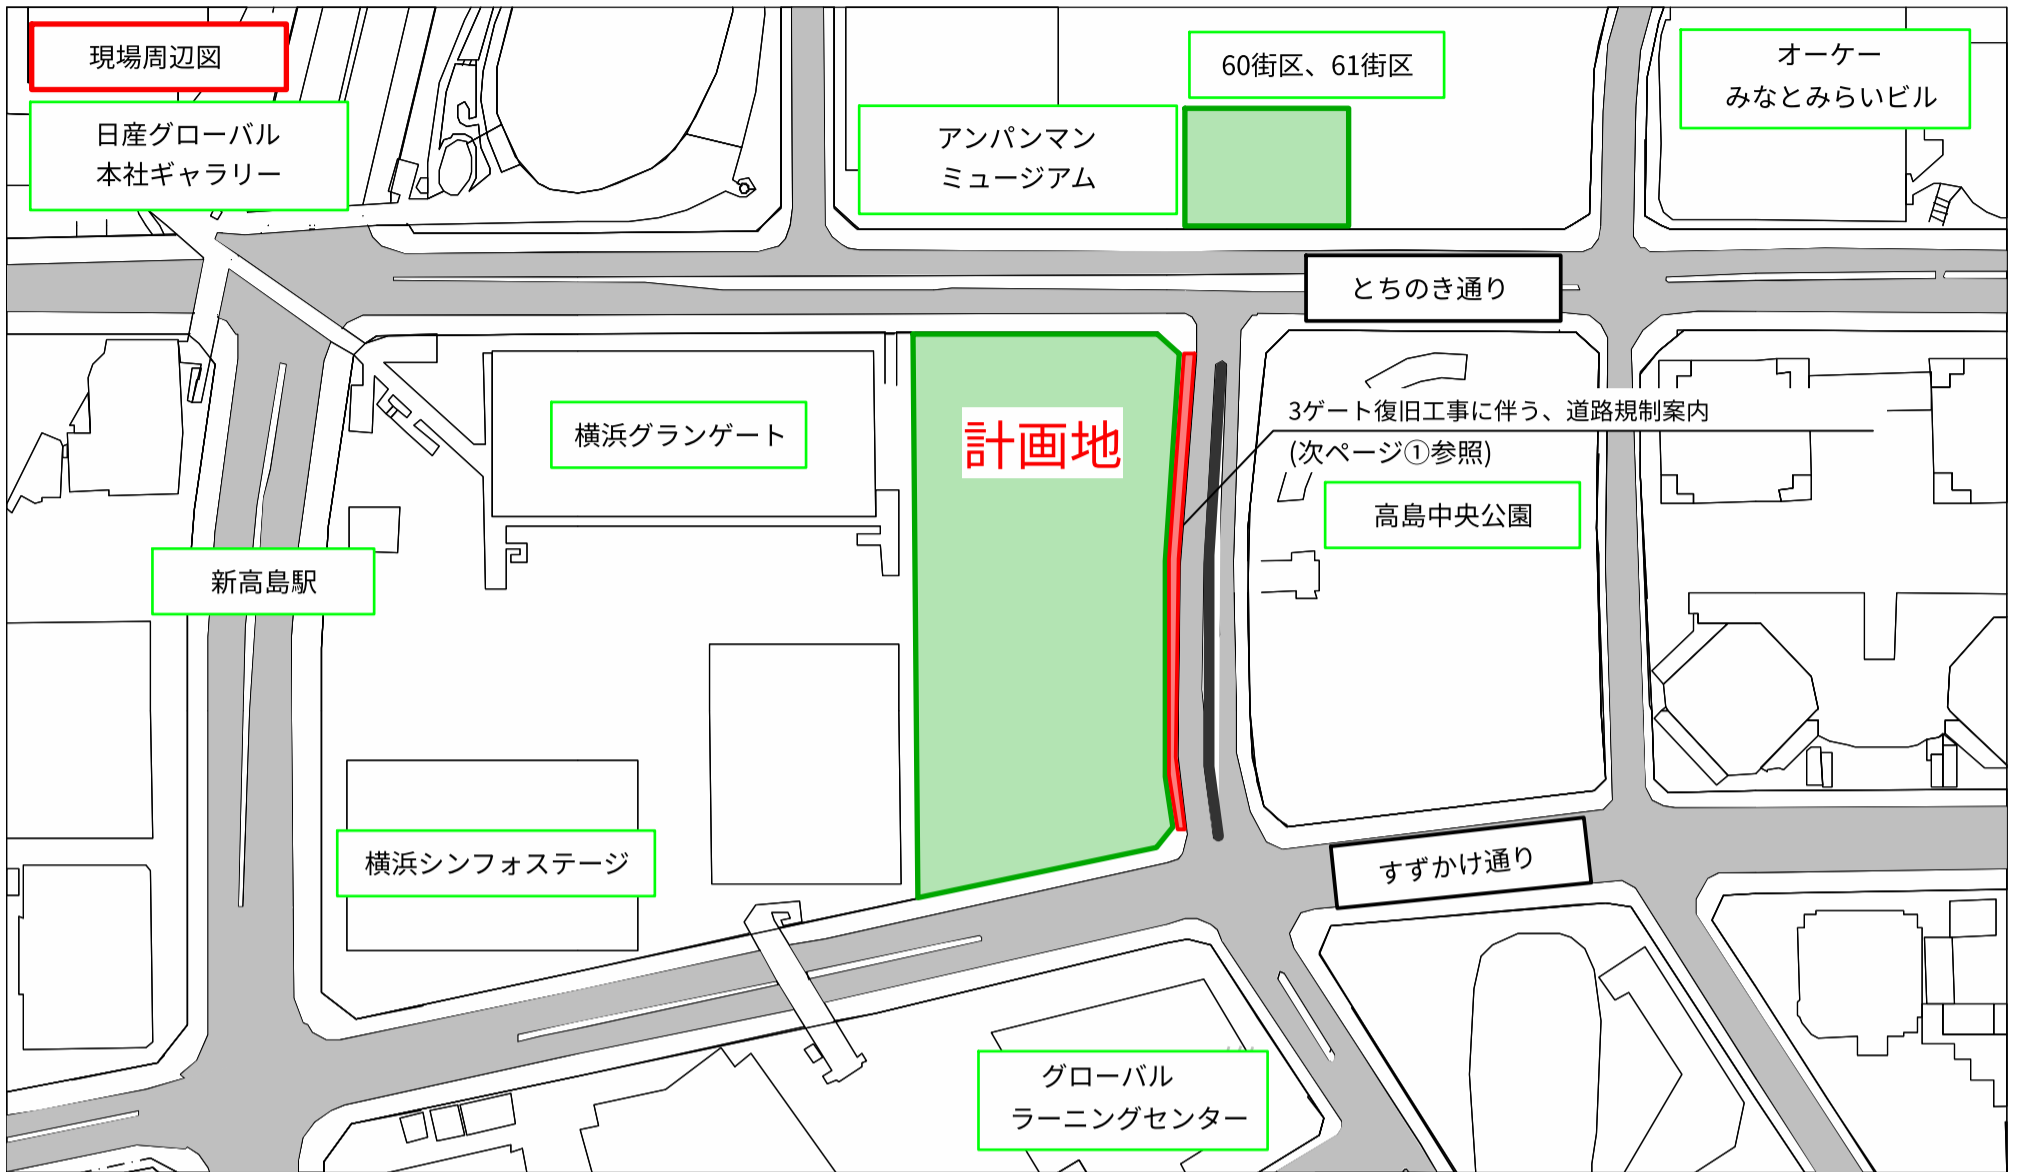 現場周辺図
日産グローバル
本社ギャラリー
アンパンマン
ミュージアム
60街区、61街区
オーケー
みなとみらいビル
とちのき通り
横浜グランゲート
計画地
3ゲート復旧工事に伴う、道路規制案内
(次ページ①参照)
高島中央公園
新高島駅
横浜シンフォステージ
すずかけ通り
グローバル
ラーニングセンター